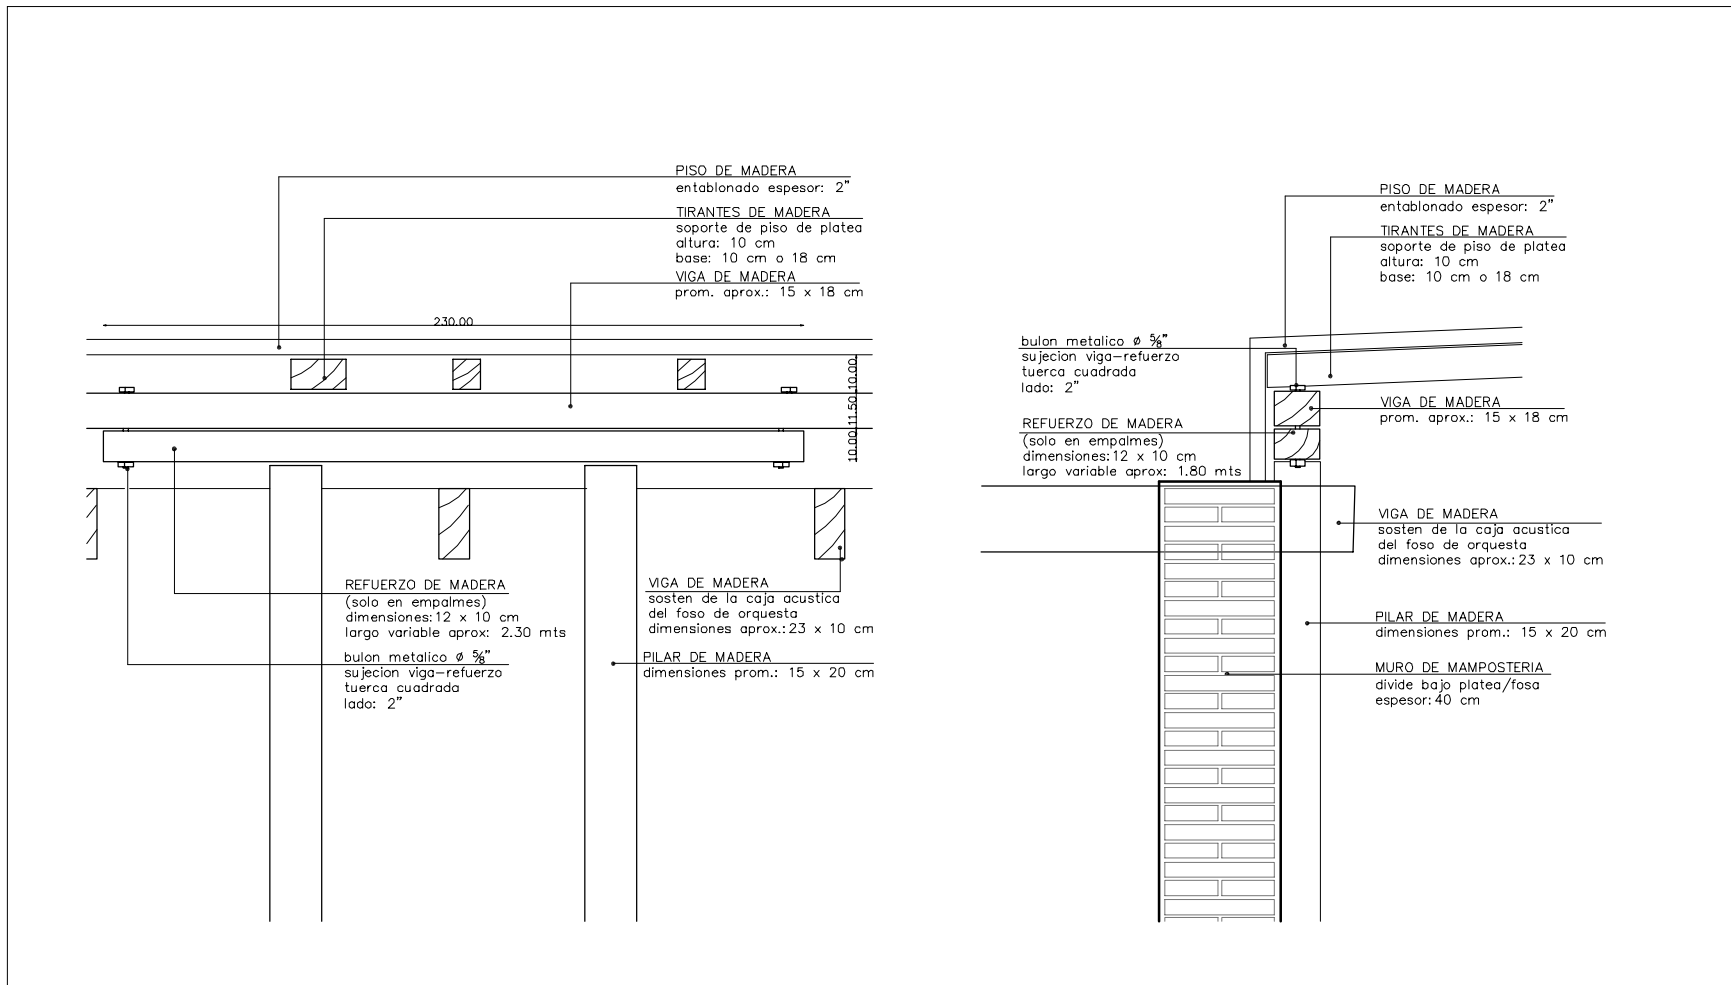 PISO DE MADERA
entablonado espesor: 2"
TIRANTES DE MADERA
soporte de piso de platea
altura: 10 cm
base: 10 cm o 18 cm
VIGA DE MADERA
prom. aprox.: 15 x 18 cm
230.00
10.00
11.50
10.00
REFUERZO DE MADERA
(solo en empalmes)
dimensiones: 12 x 10 cm
largo variable aprox: 2.30 mts
bulon metalico ø ⅝"
sujecion viga-refuerzo
tuerca cuadrada
lado: 2"
VIGA DE MADERA
sosten de la caja acustica
del foso de orquesta
dimensiones aprox.: 23 x 10 cm
PILAR DE MADERA
dimensiones prom.: 15 x 20 cm
PISO DE MADERA
entablonado espesor: 2"
TIRANTES DE MADERA
soporte de piso de platea
altura: 10 cm
base: 10 cm o 18 cm
bulon metalico ø ⅝"
sujecion viga-refuerzo
tuerca cuadrada
lado: 2"
REFUERZO DE MADERA
(solo en empalmes)
dimensiones: 12 x 10 cm
largo variable aprox: 1.80 mts
VIGA DE MADERA
prom. aprox.: 15 x 18 cm
VIGA DE MADERA
sosten de la caja acustica
del foso de orquesta
dimensiones aprox.: 23 x 10 cm
PILAR DE MADERA
dimensiones prom.: 15 x 20 cm
MURO DE MAMPOSTERIA
divide bajo platea/fosa
espesor: 40 cm